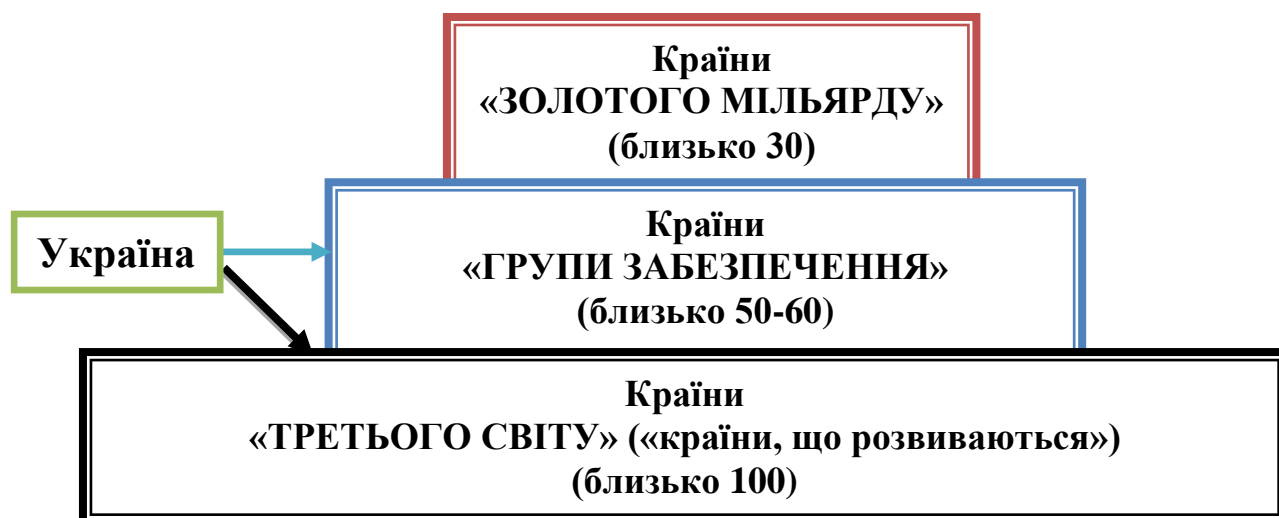 Країни
«ЗОЛОТОГО МІЛЬЯРДУ»
(близько 30)
Україна
Країни
«ГРУПИ ЗАБЕЗПЕЧЕННЯ»
(близько 50-60)
Країни
«ТРЕТЬОГО СВІТУ» («країни, що розвиваються»)
(близько 100)